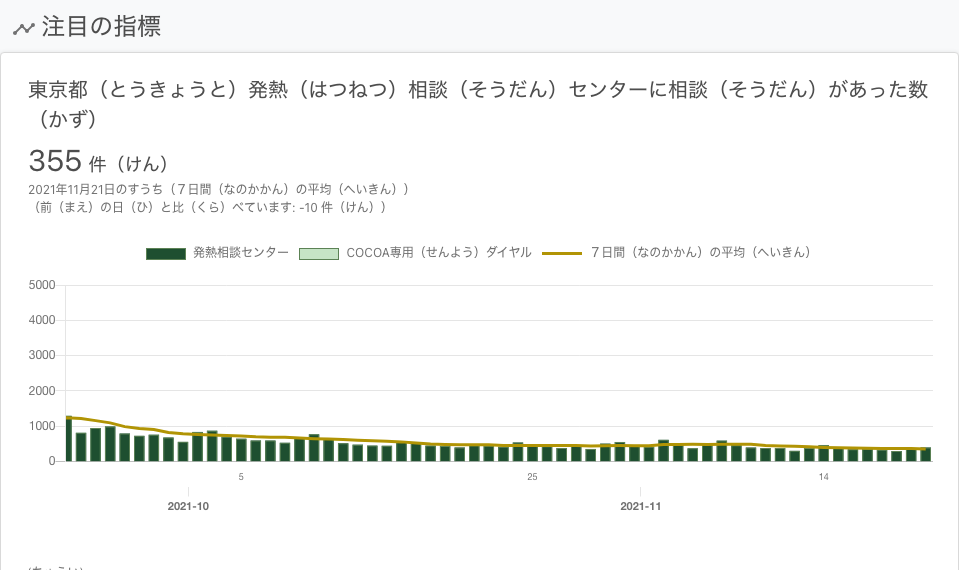 注目の指標
東京都（とうきょうと）発熱（はつねつ）相談（そうだん）センターに相談（そうだん）があった数
（かず）
355 件（けん）
2021年11月21日のすうち（７日間（なのかかん）の平均（へいきん））
（前（まえ）の日（ひ）と比（くら）べています: -10 件（けん））
発熱相談センター COCOA専用（せんよう）ダイヤル ７日間（なのかかん）の平均（へいきん）
5000
4000
3000
2000
1000
0
5 25 14
2021-10 2021-11